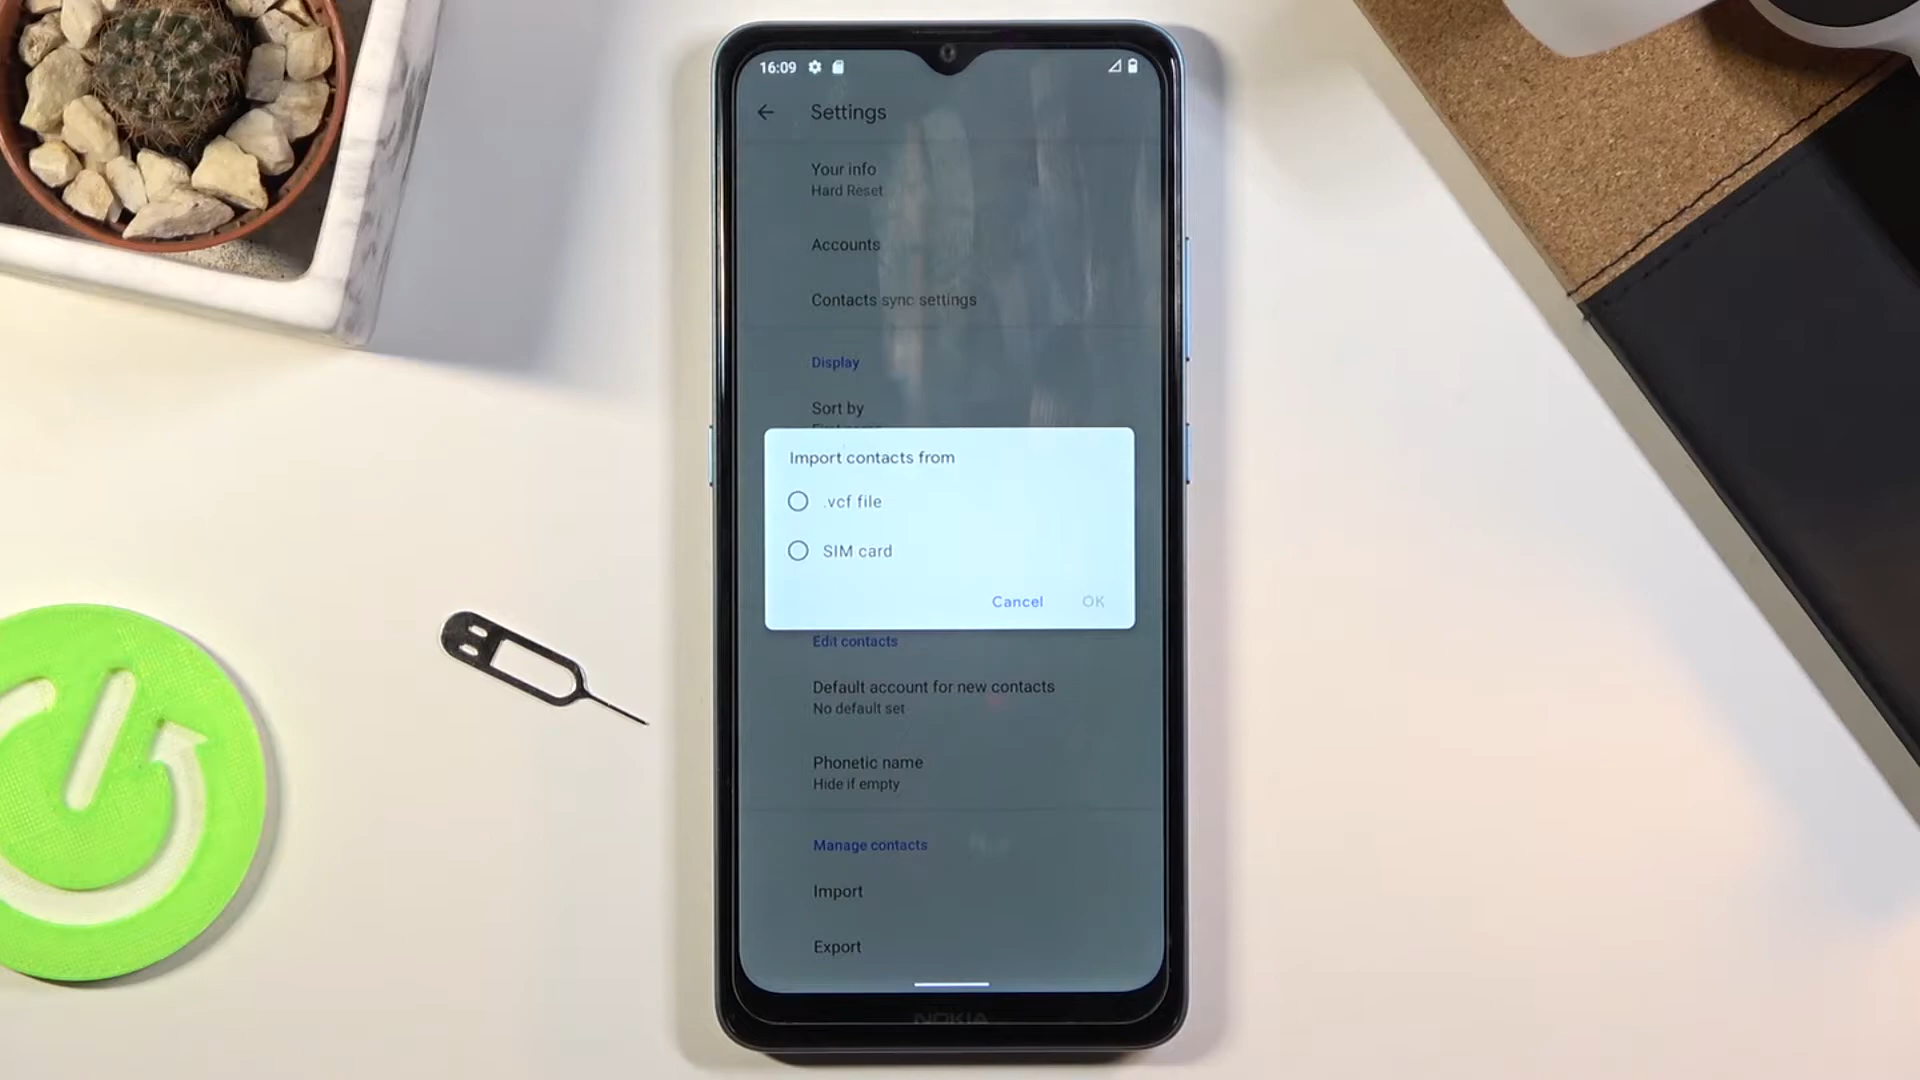 16:09
Settings
Your info
Hard Reset
Accounts
Contacts sync settings
Display
Sort by
Import contacts from
.vcf file
SIM card
Cancel
OK
Edit contacts
Default account for new contacts
No default set
Phonetic name
Hide if empty
Manage contacts
Import
Export
NOKIA